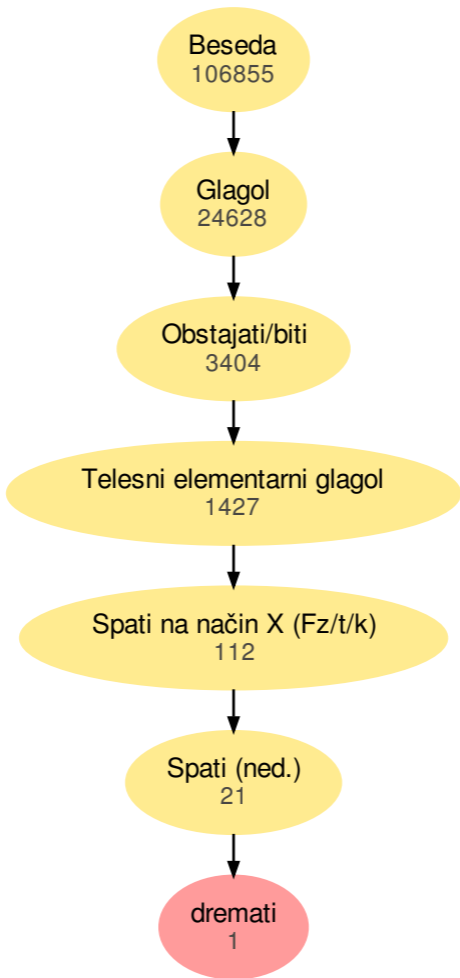 Beseda
106855
Glagol
24628
Obstajati/biti
3404
Telesni elementarni glagol
1427
Spati na način X (Fz/t/k)
112
Spati (ned.)
21
dremati
1